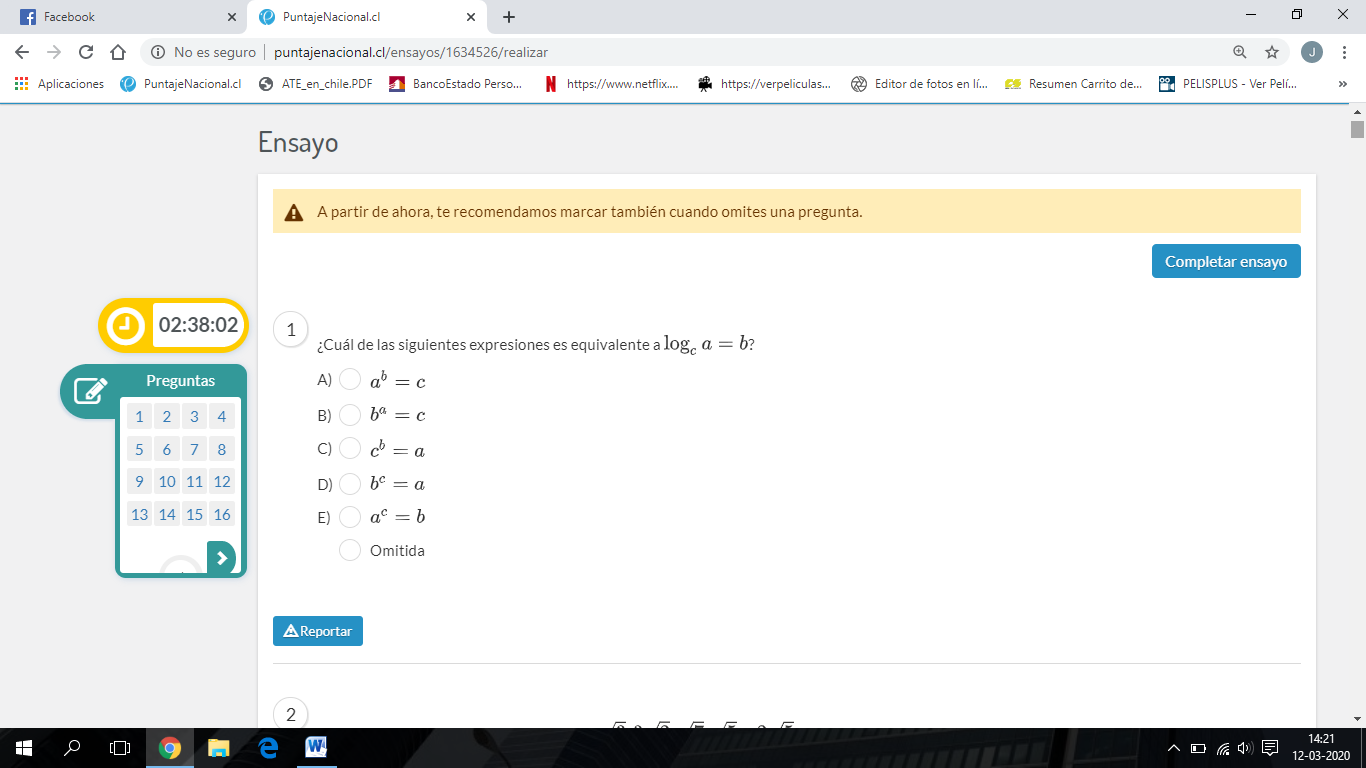 Facebook
PuntajeNacional.cl
No es seguro | puntajenacional.cl/ensayos/1634526/realizar
J
Aplicaciones PuntajeNacional.cl ATE_en_chile.PDF BancoEstado Perso... https://www.netflix.... https://verpeliculas... Editor de fotos en lí... Resumen Carrito de... PELISPLUS - Ver Pelí... »
Ensayo
A partir de ahora, te recomendamos marcar también cuando omites una pregunta.
Completar ensayo
02:38:02
Preguntas
1 2 3 4
5 6 7 8
9 10 11 12
13 14 15 16
1
¿Cuál de las siguientes expresiones es equivalente a log_c a = b?
A) a^b = c
B) b^a = c
C) c^b = a
D) b^c = a
E) a^c = b
Omitida
Reportar
2
14:21
12-03-2020